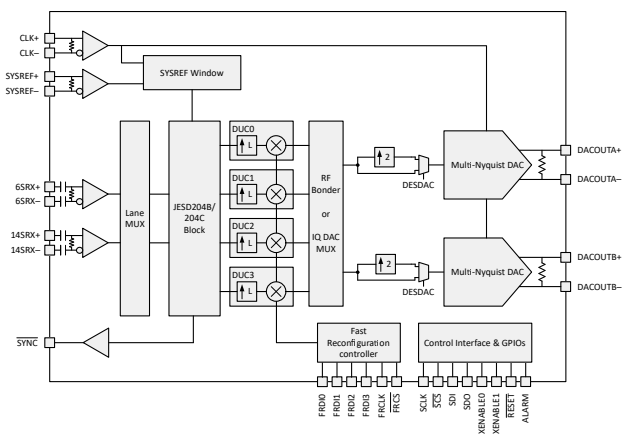 CLK+
CLK–
SYSREF+
SYSREF–
SYSREF Window
6SRX+
6SRX–
14SRX+
14SRX–
SYNC
Lane
MUX
JESD204B/
204C
Block
DUC0
L
DUC1
L
DUC2
L
DUC3
L
RF
Bonder
or
IQ DAC
MUX
2
DESDAC
Multi-Nyquist DAC
DACOUTA+
DACOUTA–
2
DESDAC
Multi-Nyquist DAC
DACOUTB+
DACOUTB–
Fast
Reconfiguration
controller
Control Interface & GPIOs
FRDI0
FRDI1
FRDI2
FRDI3
FRCLK
FRCS
SCLK
SCS
SDI
SDO
XENABLE0
XENABLE1
RESET
ALARM